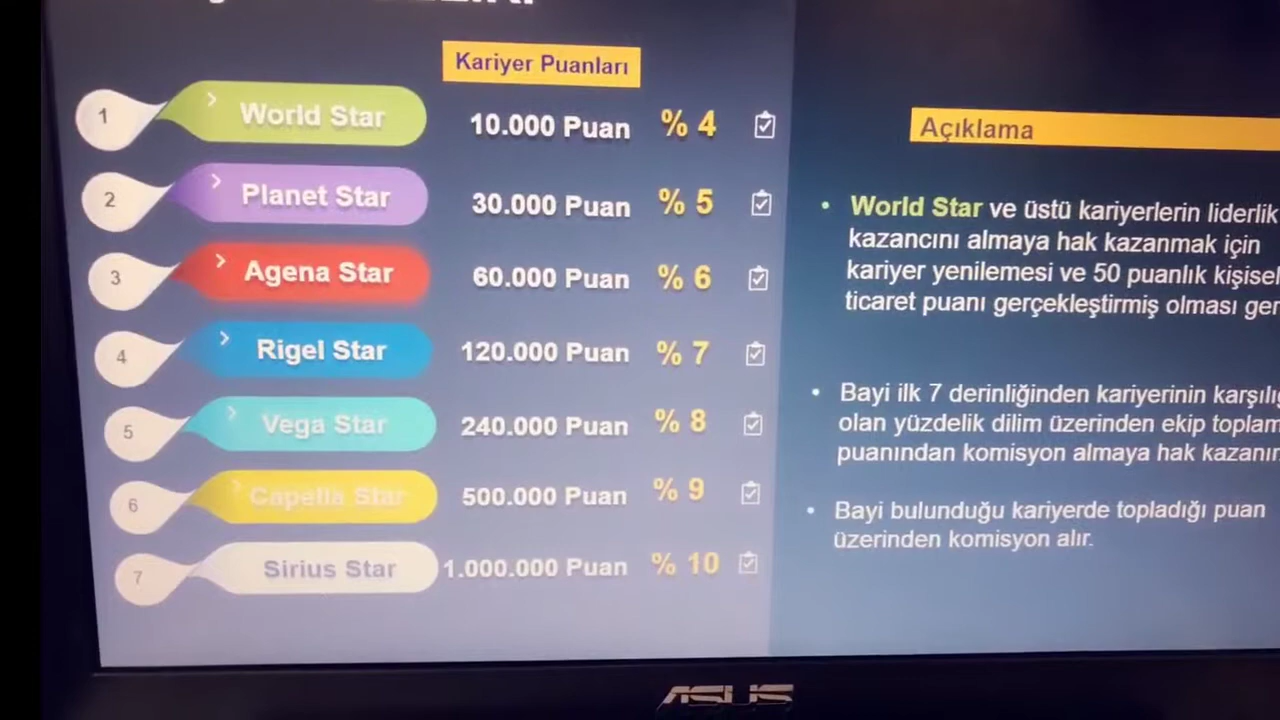 Kariyer Puanları
1 World Star 10.000 Puan % 4
2 Planet Star 30.000 Puan % 5
3 Agena Star 60.000 Puan % 6
4 Rigel Star 120.000 Puan % 7
5 Vega Star 240.000 Puan % 8
6 Capella Star 500.000 Puan % 9
7 Sirius Star 1.000.000 Puan % 10
Açıklama
• World Star ve üstü kariyerlerin liderlik
kazancını almaya hak kazanmak için
kariyer yenilemesi ve 50 puanlık kişisel
ticaret puanı gerçekleştirmiş olması
• Bayi ilk 7 derinliğinden kariyerinin
olan yüzdelik dilim üzerinden ekip toplam
puanından komisyon almaya hak
• Bayi bulunduğu kariyerde topladığı puan
üzerinden komisyon alır.
ASUS